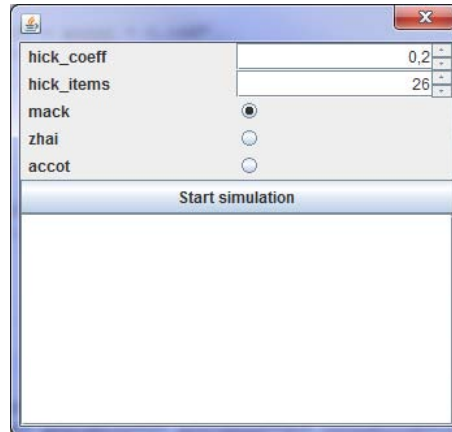 hick_coeff 0,2
hick_items 26
mack
zhai
accot
Start simulation